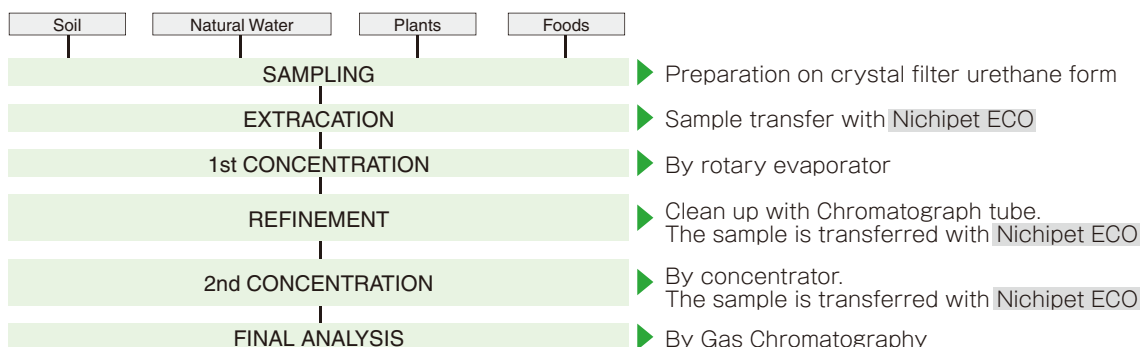 Soil
Natural Water
Plants
Foods
SAMPLING
Preparation on crystal filter urethane form
EXTRACATION
Sample transfer with Nichipet ECO
1st CONCENTRATION
By rotary evaporator
REFINEMENT
Clean up with Chromatograph tube.
The sample is transferred with Nichipet ECO
2nd CONCENTRATION
By concentrator.
The sample is transferred with Nichipet ECO
FINAL ANALYSIS
By Gas Chromatography